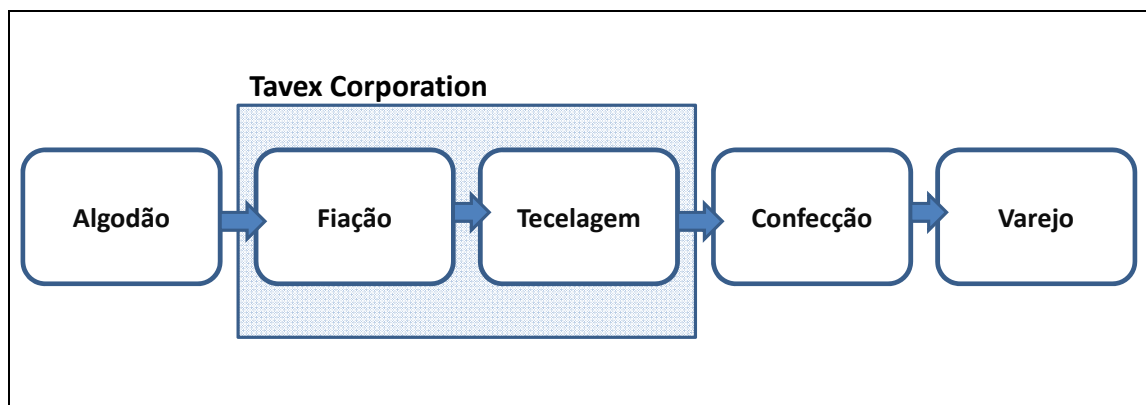 Tavex Corporation
Algodão
Fiação
Tecelagem
Confecção
Varejo